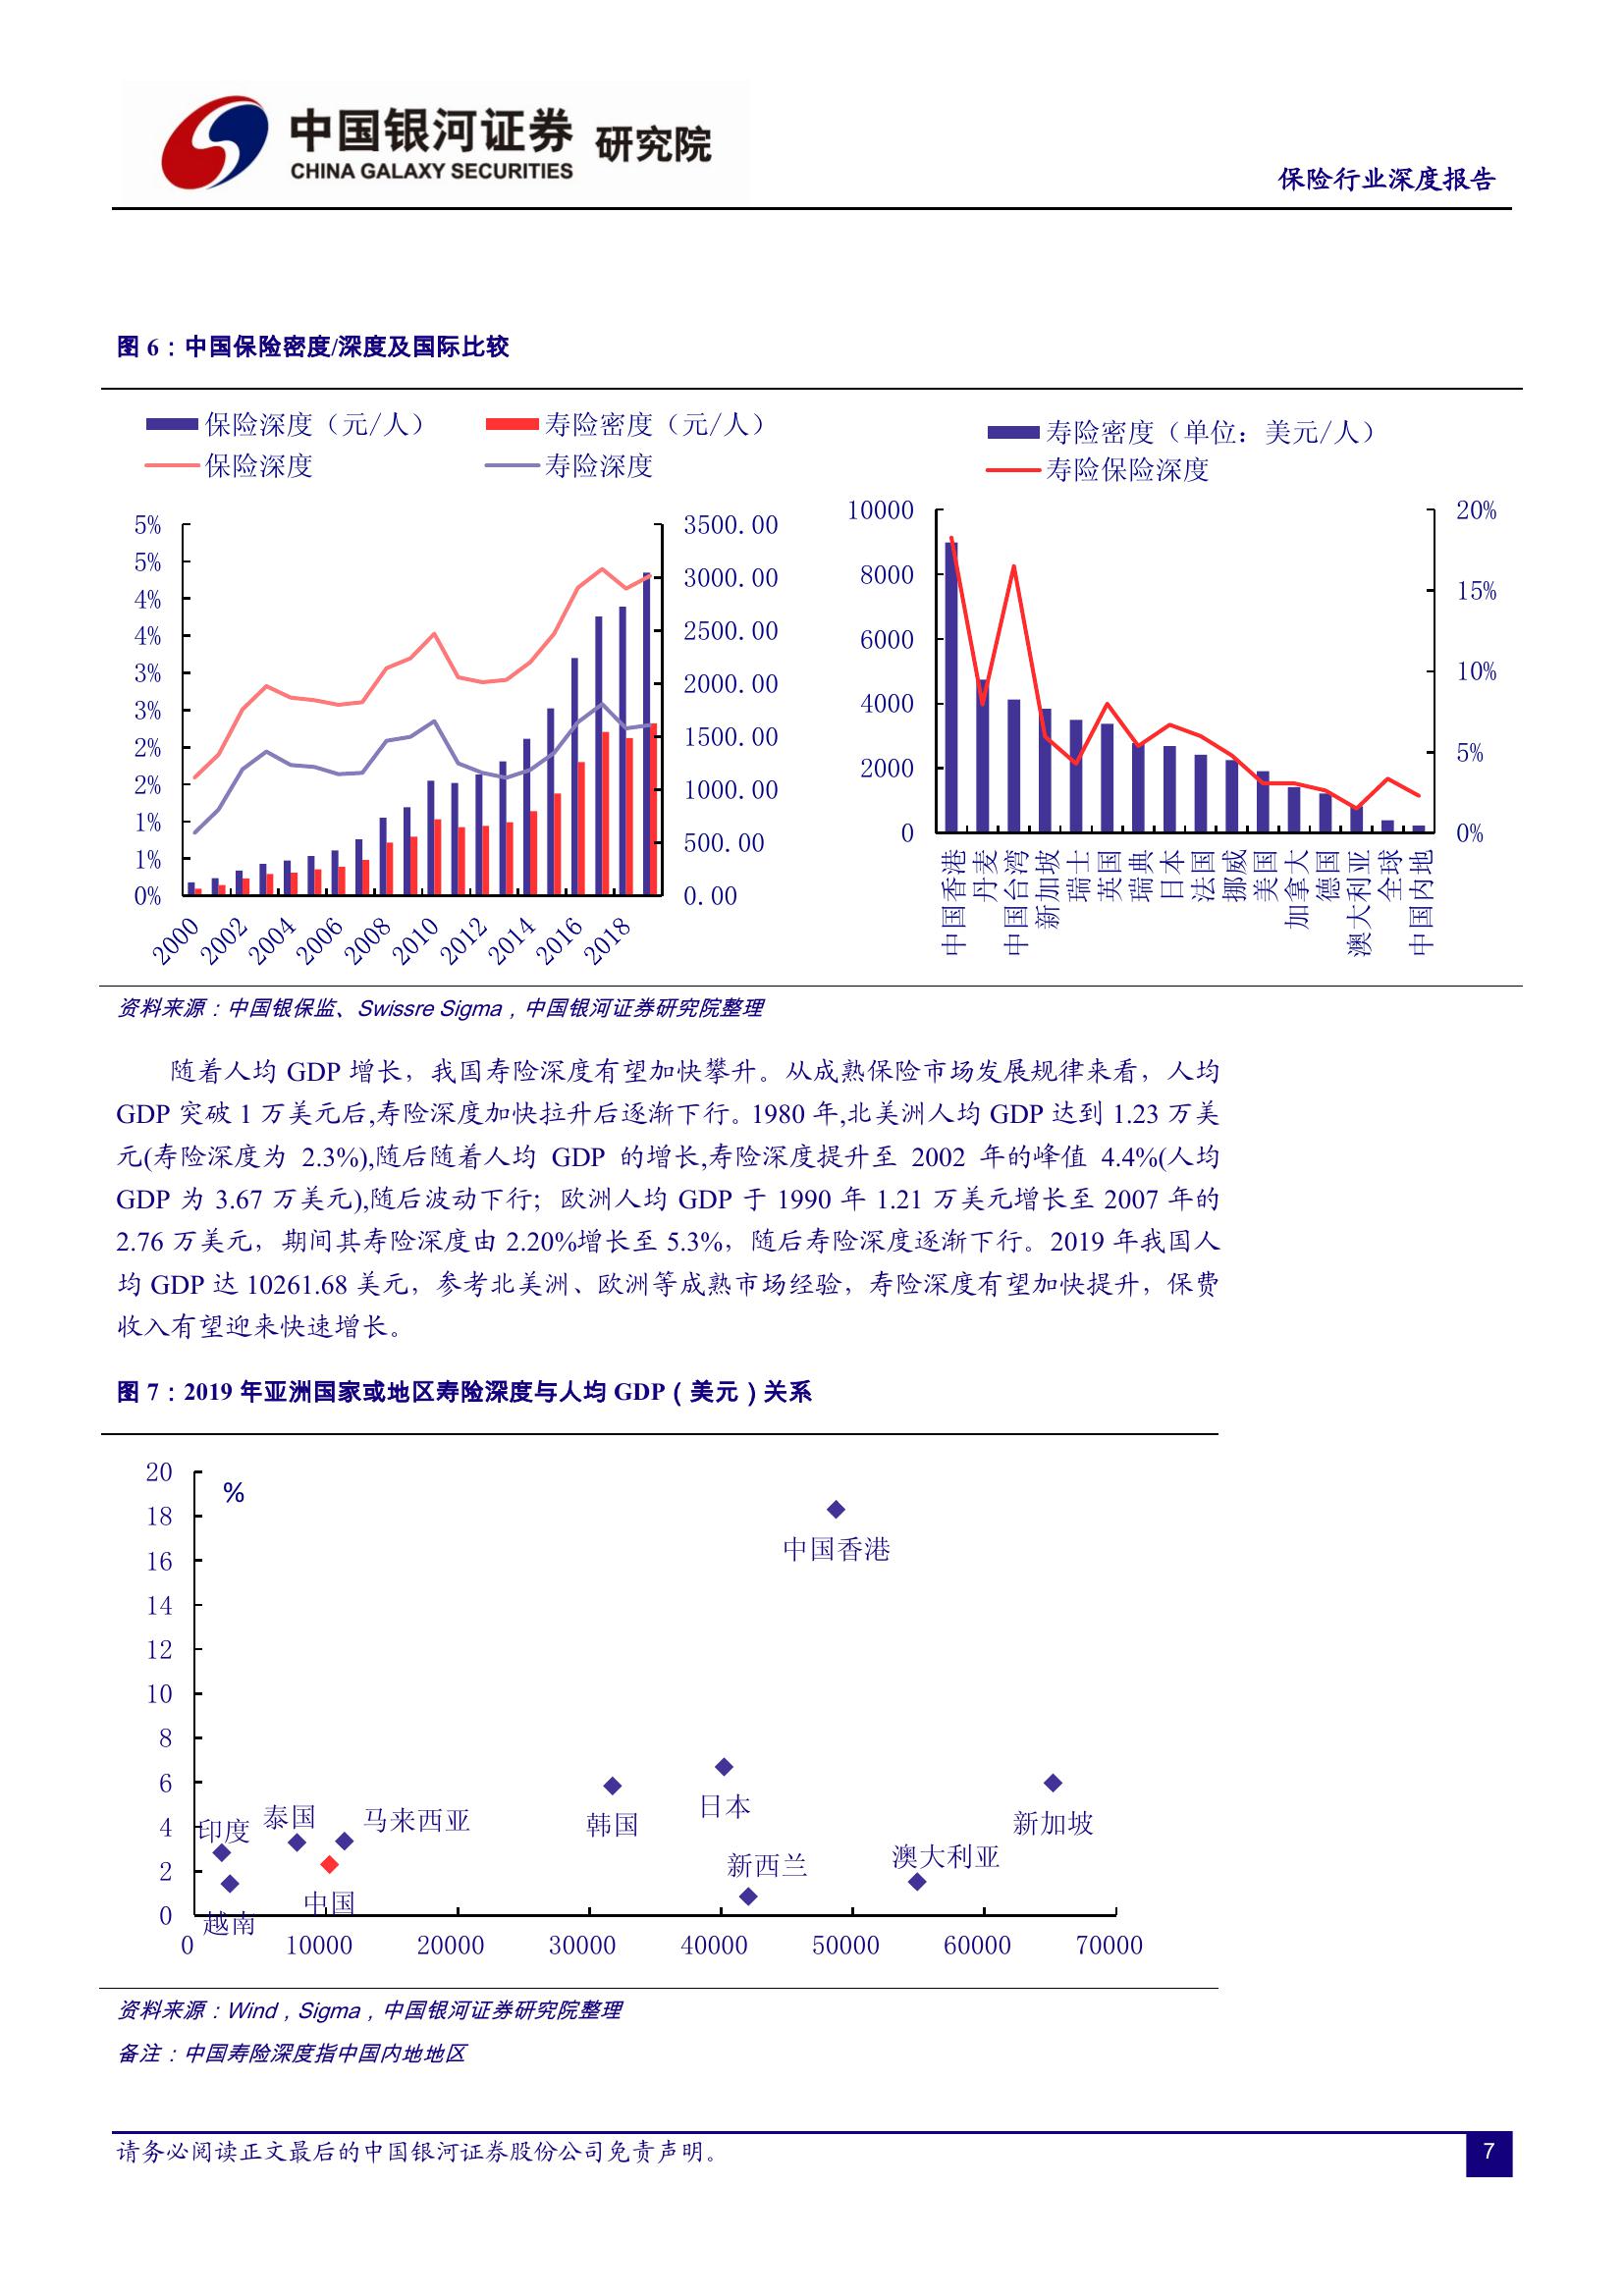 中国银河证券 研究院
CHINA GALAXY SECURITIES
保险行业深度报告
图 6：中国保险密度/深度及国际比较
保险深度（元/人） 寿险密度（元/人）
保险深度 寿险深度
5%
5%
4%
4%
3%
3%
2%
2%
1%
1%
0%
3500.00
3000.00
2500.00
2000.00
1500.00
1000.00
500.00
0.00
2000 2002 2004 2006 2008 2010 2012 2014 2016 2018
寿险密度（单位：美元/人）
寿险保险深度
10000
8000
6000
4000
2000
0
20%
15%
10%
5%
0%
中国香港 丹麦 中国台湾 新加坡 瑞士 英国 瑞典 日本 法国 挪威 美国 加拿大 德国 澳大利亚 全球 中国内地
资料来源：中国银保监、Swissre Sigma，中国银河证券研究院整理
随着人均 GDP 增长，我国寿险深度有望加快攀升。从成熟保险市场发展规律来看，人均
GDP 突破 1 万美元后,寿险深度加快拉升后逐渐下行。1980 年,北美洲人均 GDP 达到 1.23 万美
元(寿险深度为 2.3%),随后随着人均 GDP 的增长,寿险深度提升至 2002 年的峰值 4.4%(人均
GDP 为 3.67 万美元),随后波动下行；欧洲人均 GDP 于 1990 年 1.21 万美元增长至 2007 年的
2.76 万美元，期间其寿险深度由 2.20%增长至 5.3%，随后寿险深度逐渐下行。2019 年我国人
均 GDP 达 10261.68 美元，参考北美洲、欧洲等成熟市场经验，寿险深度有望加快提升，保费
收入有望迎来快速增长。
图 7：2019 年亚洲国家或地区寿险深度与人均 GDP（美元）关系
20
18
16
14
12
10
8
6
4
2
0
%
中国香港
日本
韩国
新加坡
马来西亚
泰国
印度
新西兰
澳大利亚
中国
越南
0 10000 20000 30000 40000 50000 60000 70000
资料来源：Wind，Sigma，中国银河证券研究院整理
备注：中国寿险深度指中国内地地区
请务必阅读正文最后的中国银河证券股份公司免责声明。
7